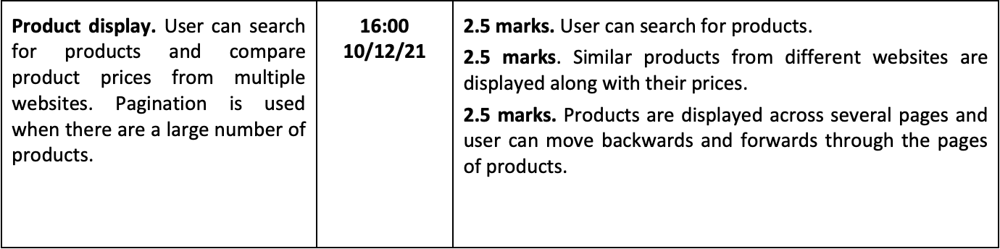 Product display. User can search
for products and compare
product prices from multiple
websites. Pagination is used
when there are a large number of
products.
16:00
10/12/21
2.5 marks. User can search for products.
2.5 marks. Similar products from different websites are
displayed along with their prices.
2.5 marks. Products are displayed across several pages and
user can move backwards and forwards through the pages
of products.